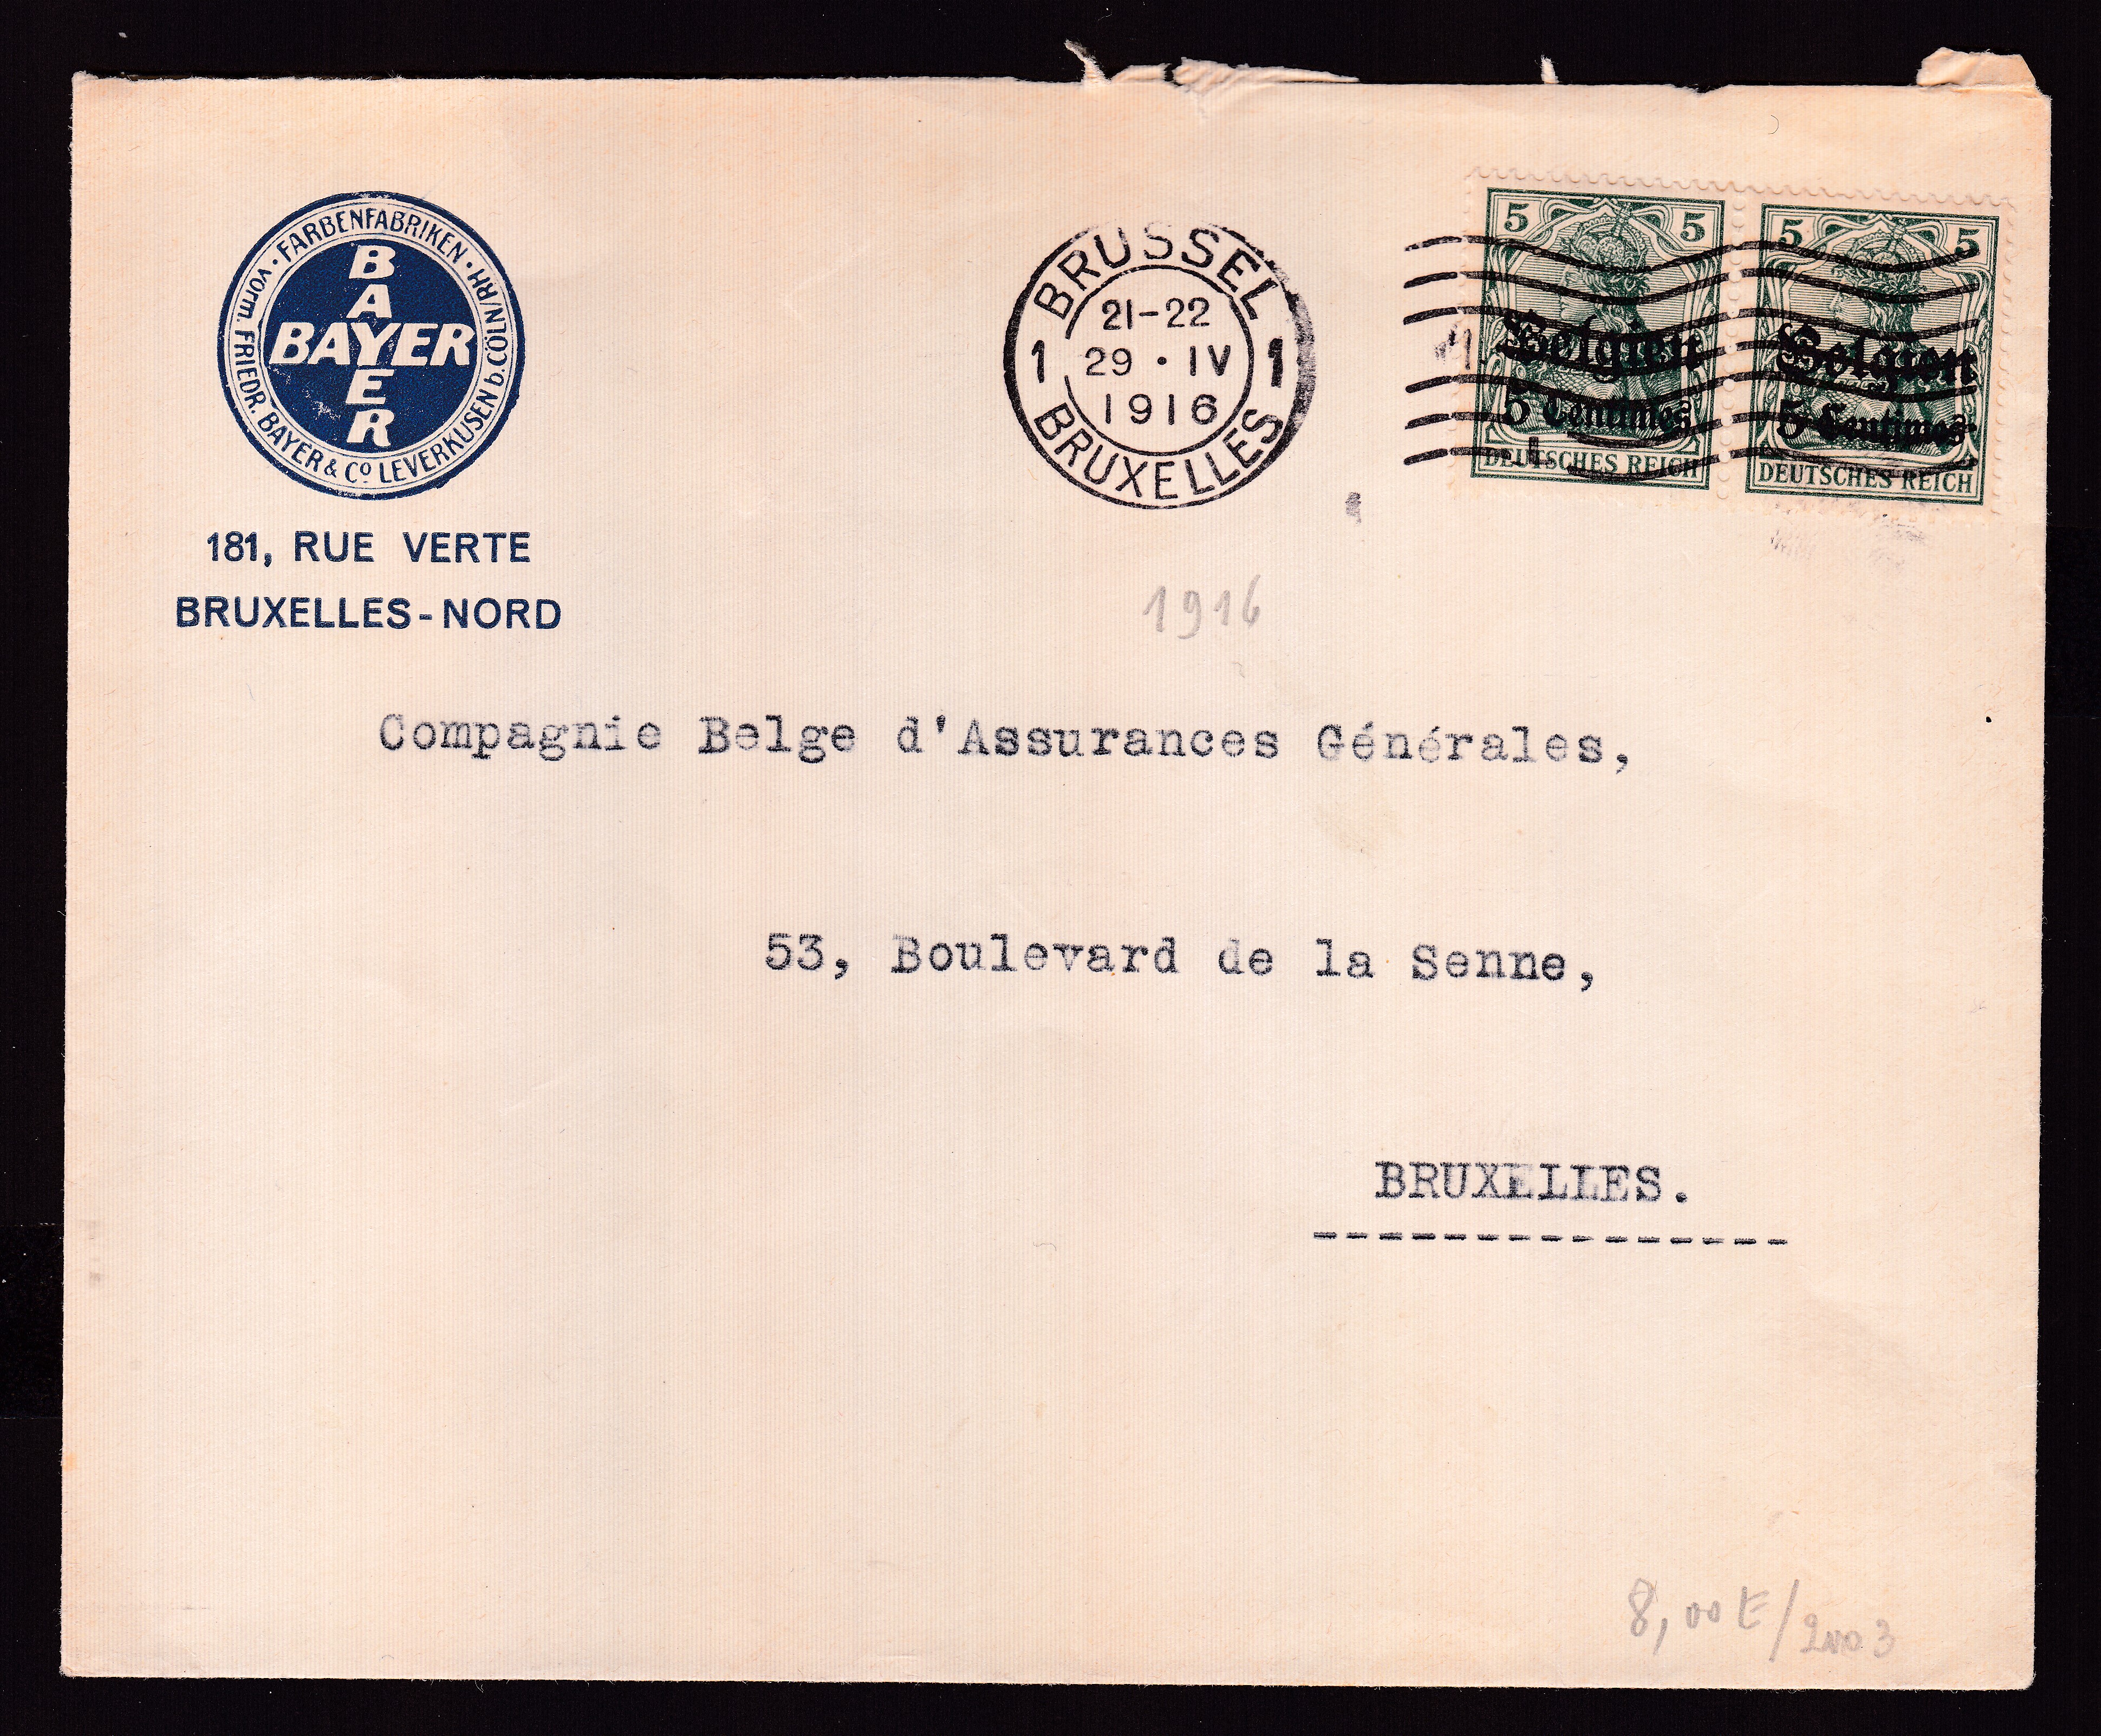 · FARBENFABRIKEN ·
vorm. FRIEDR. BAYER & Cº LEVERKUSEN b. CÖLN/RH
BAYER
BAYER
181, RUE VERTE
BRUXELLES-NORD
BRUSSEL
21-22
1 29 · IV 1
1916
BRUXELLES
5 5
Belgien
5 Centimes
DEUTSCHES REICH
5 5
Belgien
5 Centimes
DEUTSCHES REICH
1916
Compagnie Belge d'Assurances Générales,
53, Boulevard de la Senne,
BRUXELLES.
----------------
8,00 €/